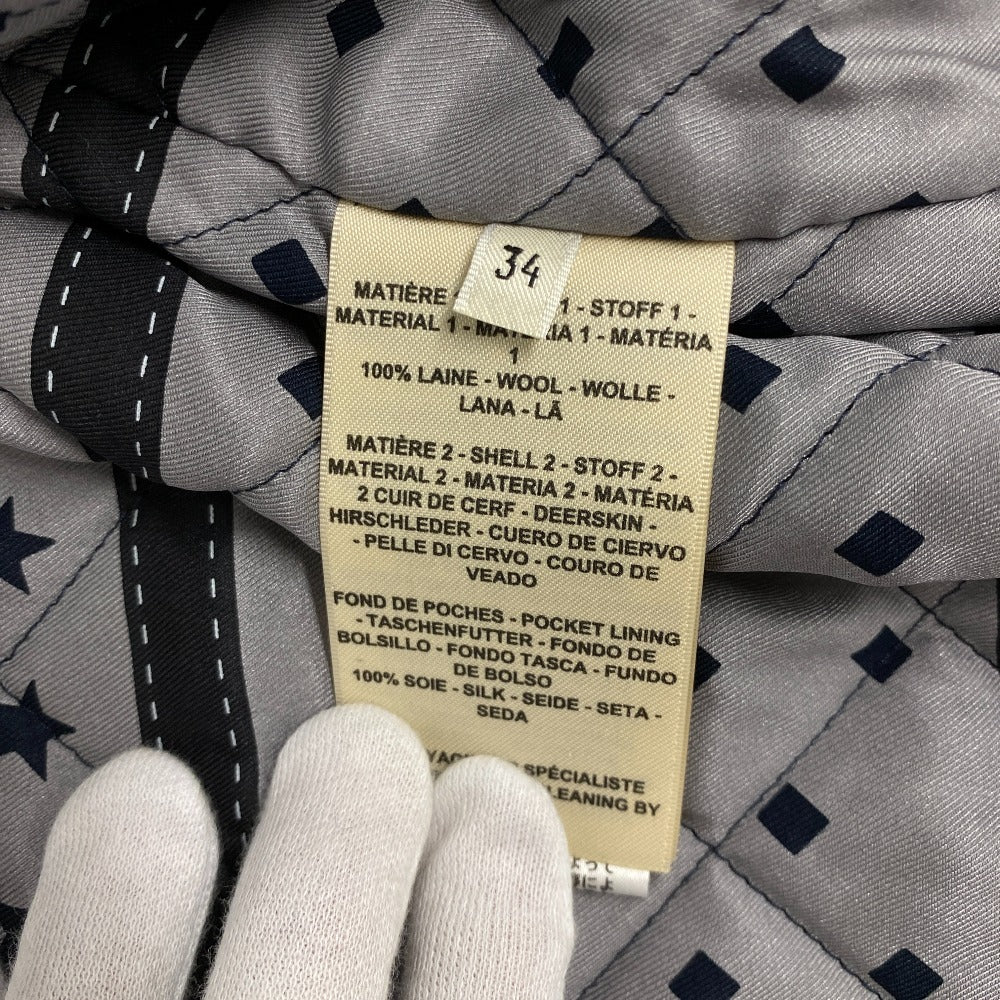 34
MATIÈRE 1 - STOFF 1 -
MATERIAL 1 - MATERIA 1 - MATÉRIA
1
100% LAINE - WOOL - WOLLE -
LANA - LÃ
MATIÈRE 2 - SHELL 2 - STOFF 2 -
MATERIAL 2 - MATERIA 2 - MATÉRIA
2 CUIR DE CERF - DEERSKIN -
HIRSCHLEDER - CUERO DE CIERVO
- PELLE DI CERVO - COURO DE
VEADO
FOND DE POCHES - POCKET LINING
- TASCHENFUTTER - FONDO DE
BOLSILLO - FONDO TASCA - FUNDO
DE BOLSO
100% SOIE - SILK - SEIDE - SETA -
SEDA
SPÉCIALISTE
LEANING BY